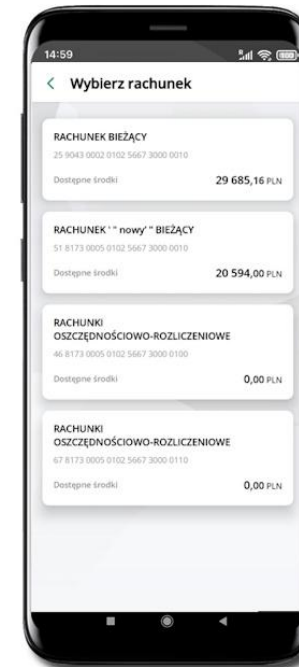 14:59
Wybierz rachunek
RACHUNEK BIEŻĄCY
25 9043 0002 0102 5667 3000 0010
Dostępne środki 29 685,16 PLN
RACHUNEK ' " nowy' " BIEŻĄCY
51 8173 0005 0102 5667 3000 0010
Dostępne środki 20 594,00 PLN
RACHUNKI
OSZCZĘDNOŚCIOWO-ROZLICZENIOWE
46 8173 0005 0102 5667 3000 0100
Dostępne środki 0,00 PLN
RACHUNKI
OSZCZĘDNOŚCIOWO-ROZLICZENIOWE
67 8173 0005 0102 5667 3000 0110
Dostępne środki 0,00 PLN